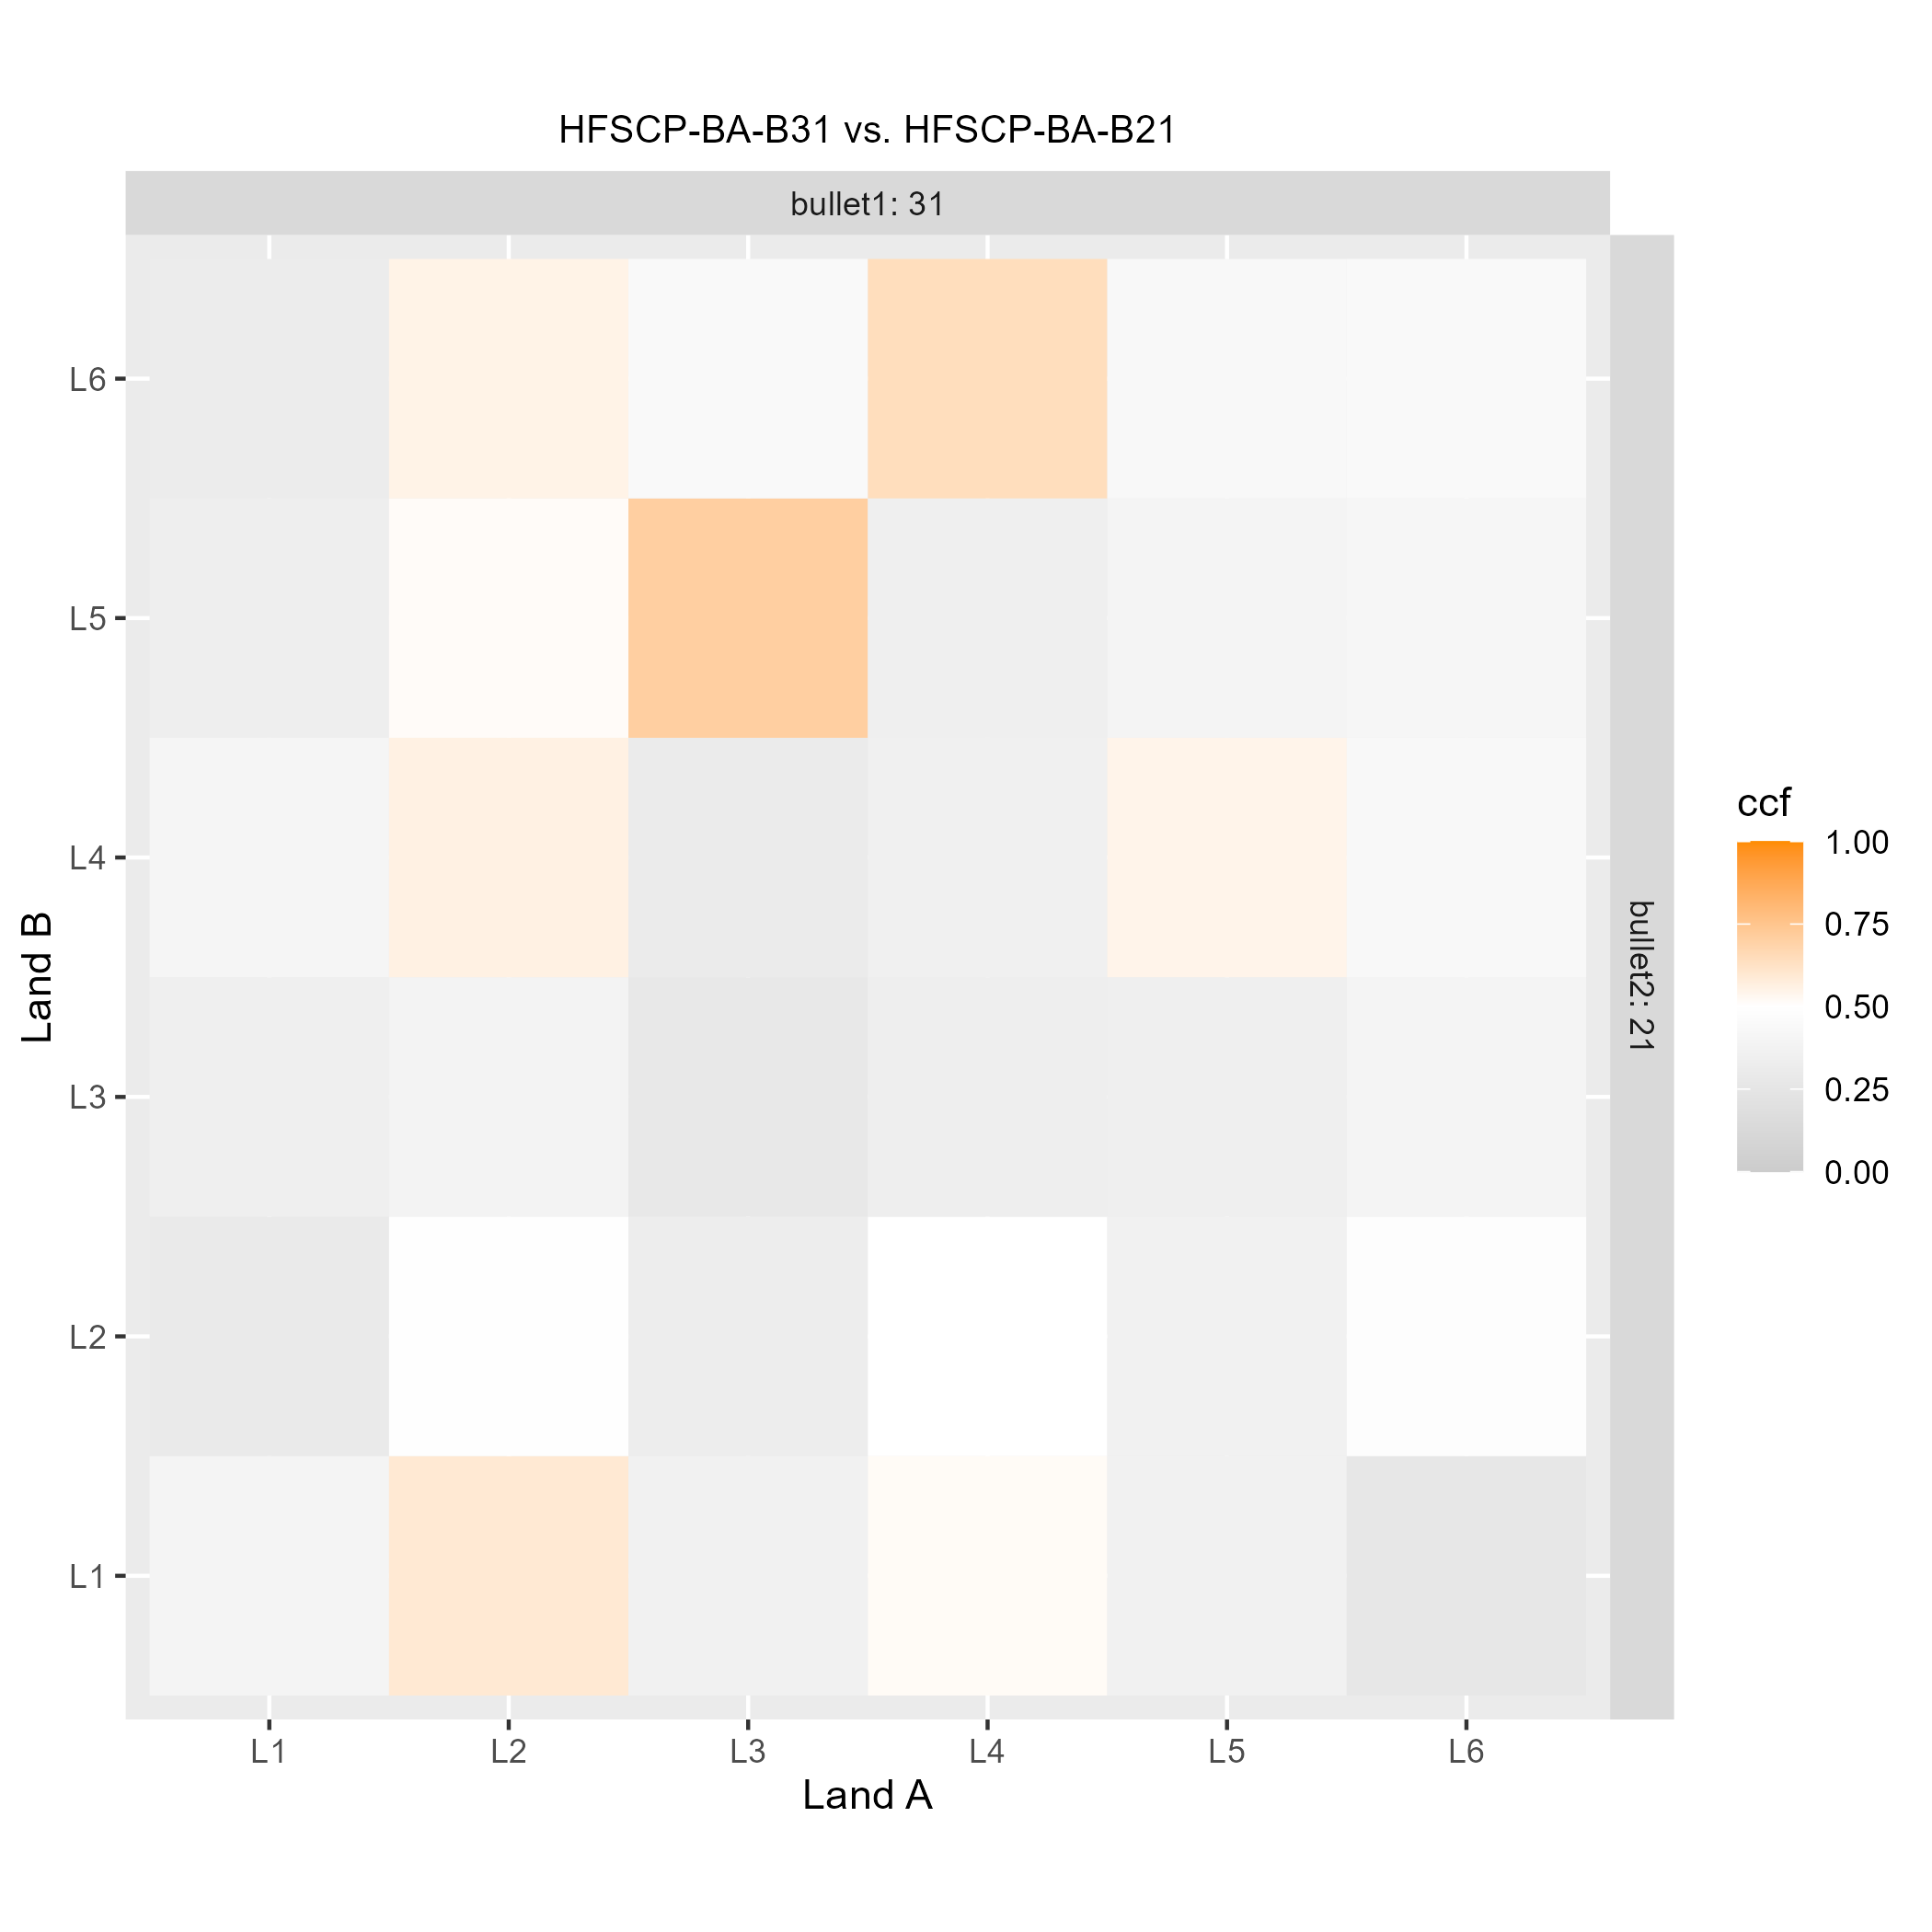 HFSCP-BA-B31 vs. HFSCP-BA-B21
bullet1: 31
L6
L5
L4
L3
L2
L1
Land B
bullet2: 21
L1 L2 L3 L4 L5 L6
Land A
ccf
1.00
0.75
0.50
0.25
0.00